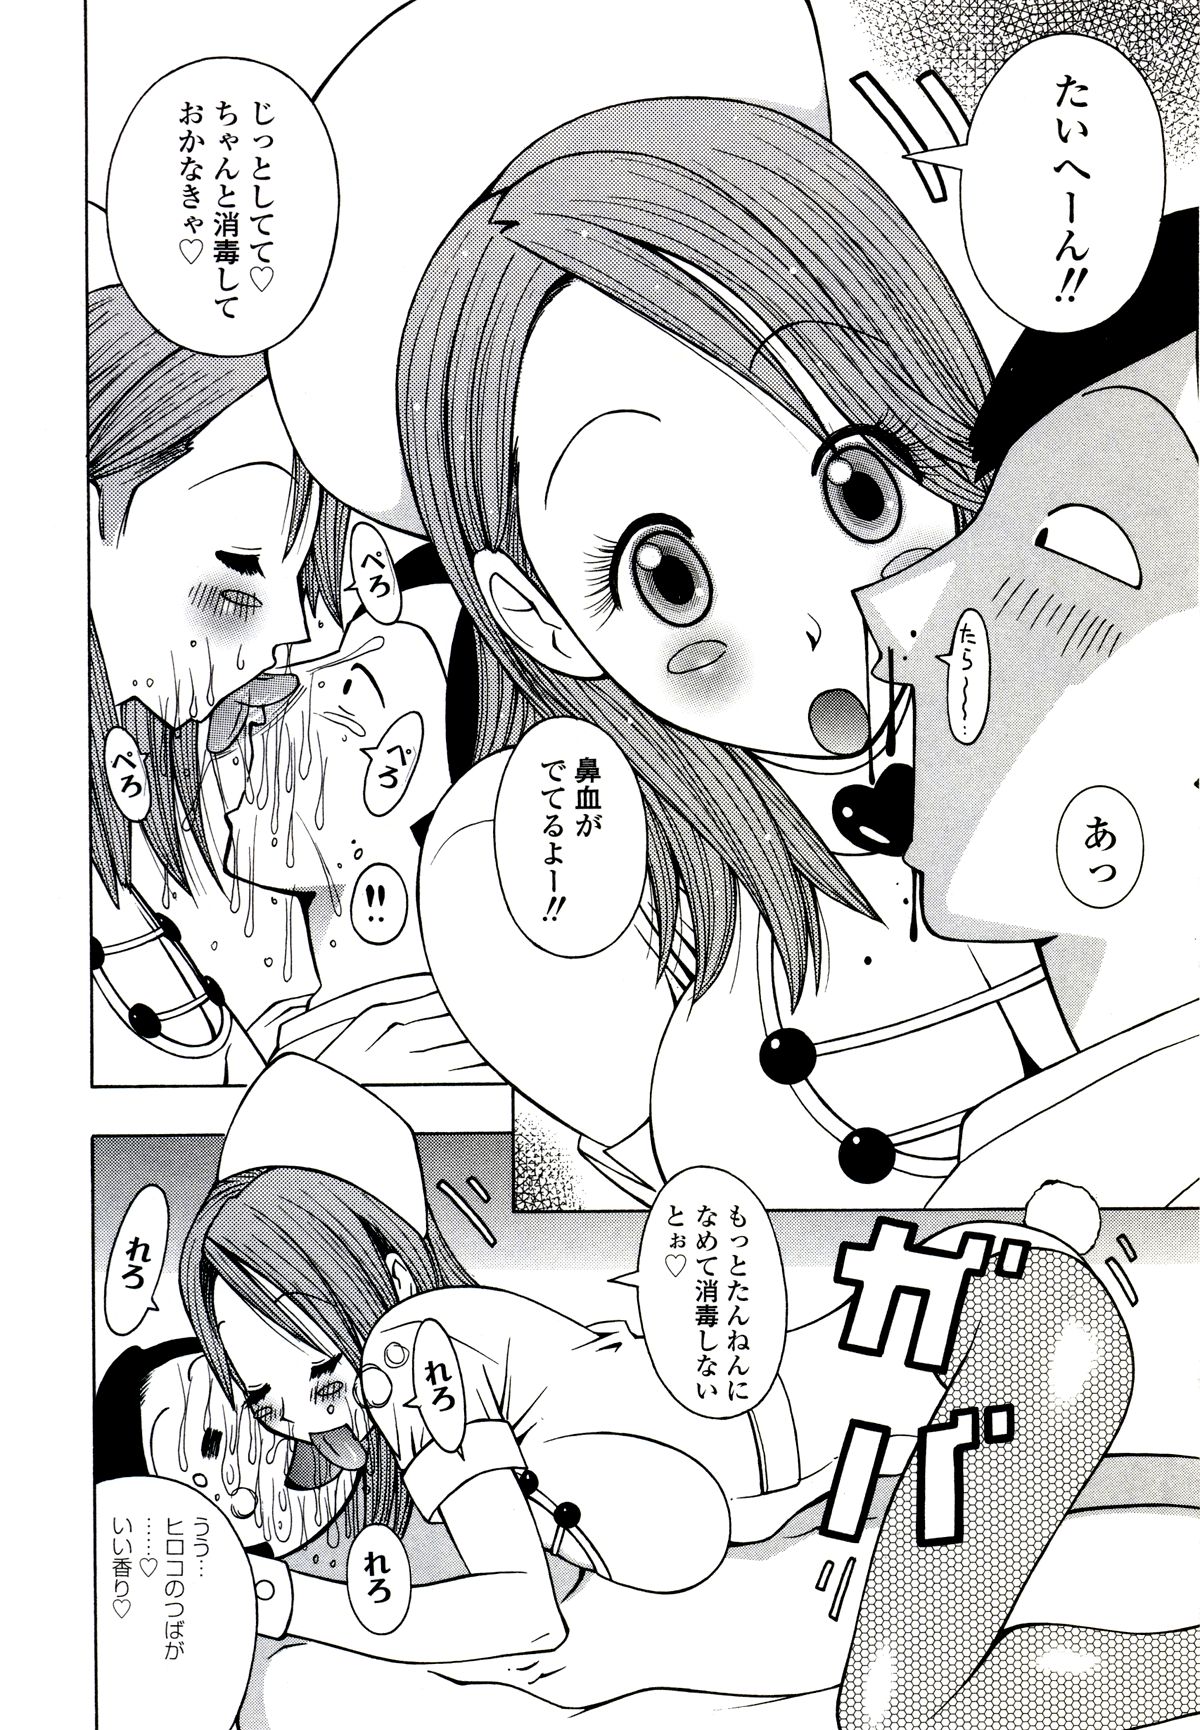 たいへーん!!
あっ
たら〜〜…
鼻血が
でてるよー!!
じっとしてて♡
ちゃんと消毒して
おかなきゃ♡
ぺろ
ぺろ
ぺろ
!!
ガバッ
もっとたんねんに
なめて消毒しない
とぉ♡
れろ
れろ
れろ
うう…
ヒロコのつばが
……♡
いい香り♡